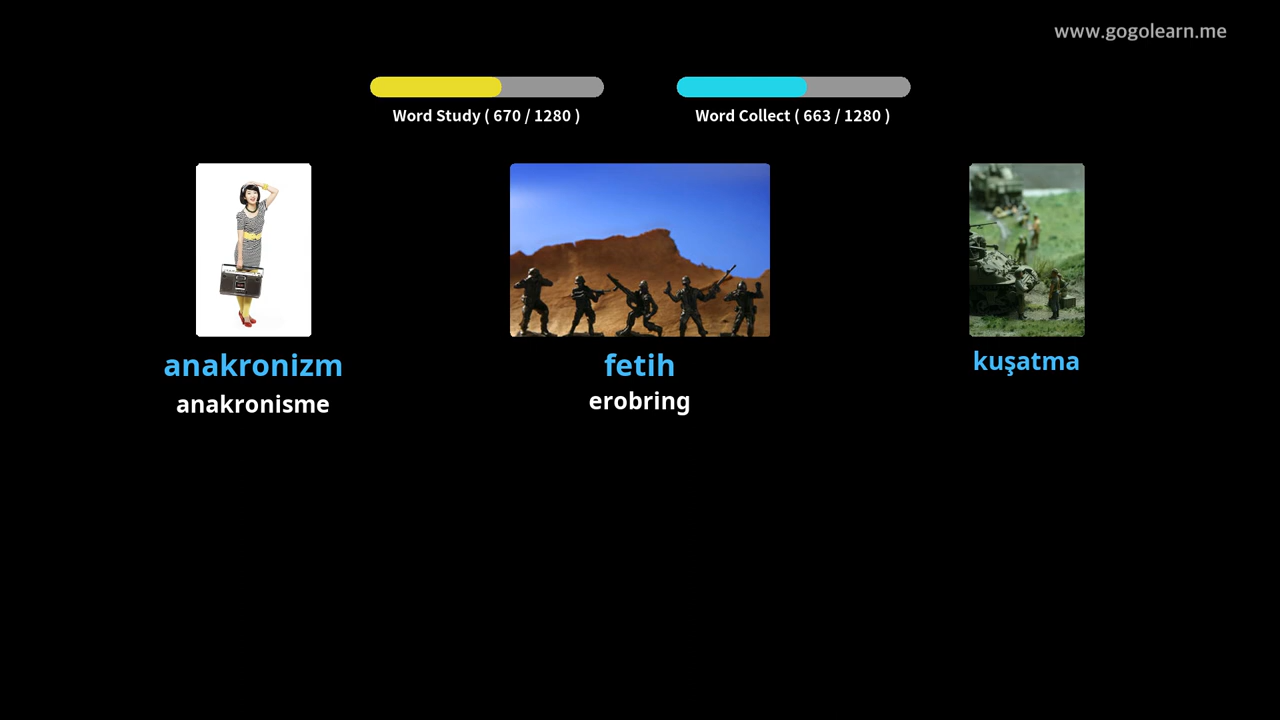 www.gogolearn.me
Word Study ( 670 / 1280 )
Word Collect ( 663 / 1280 )
anakronizm
anakronisme
fetih
erobring
kuşatma